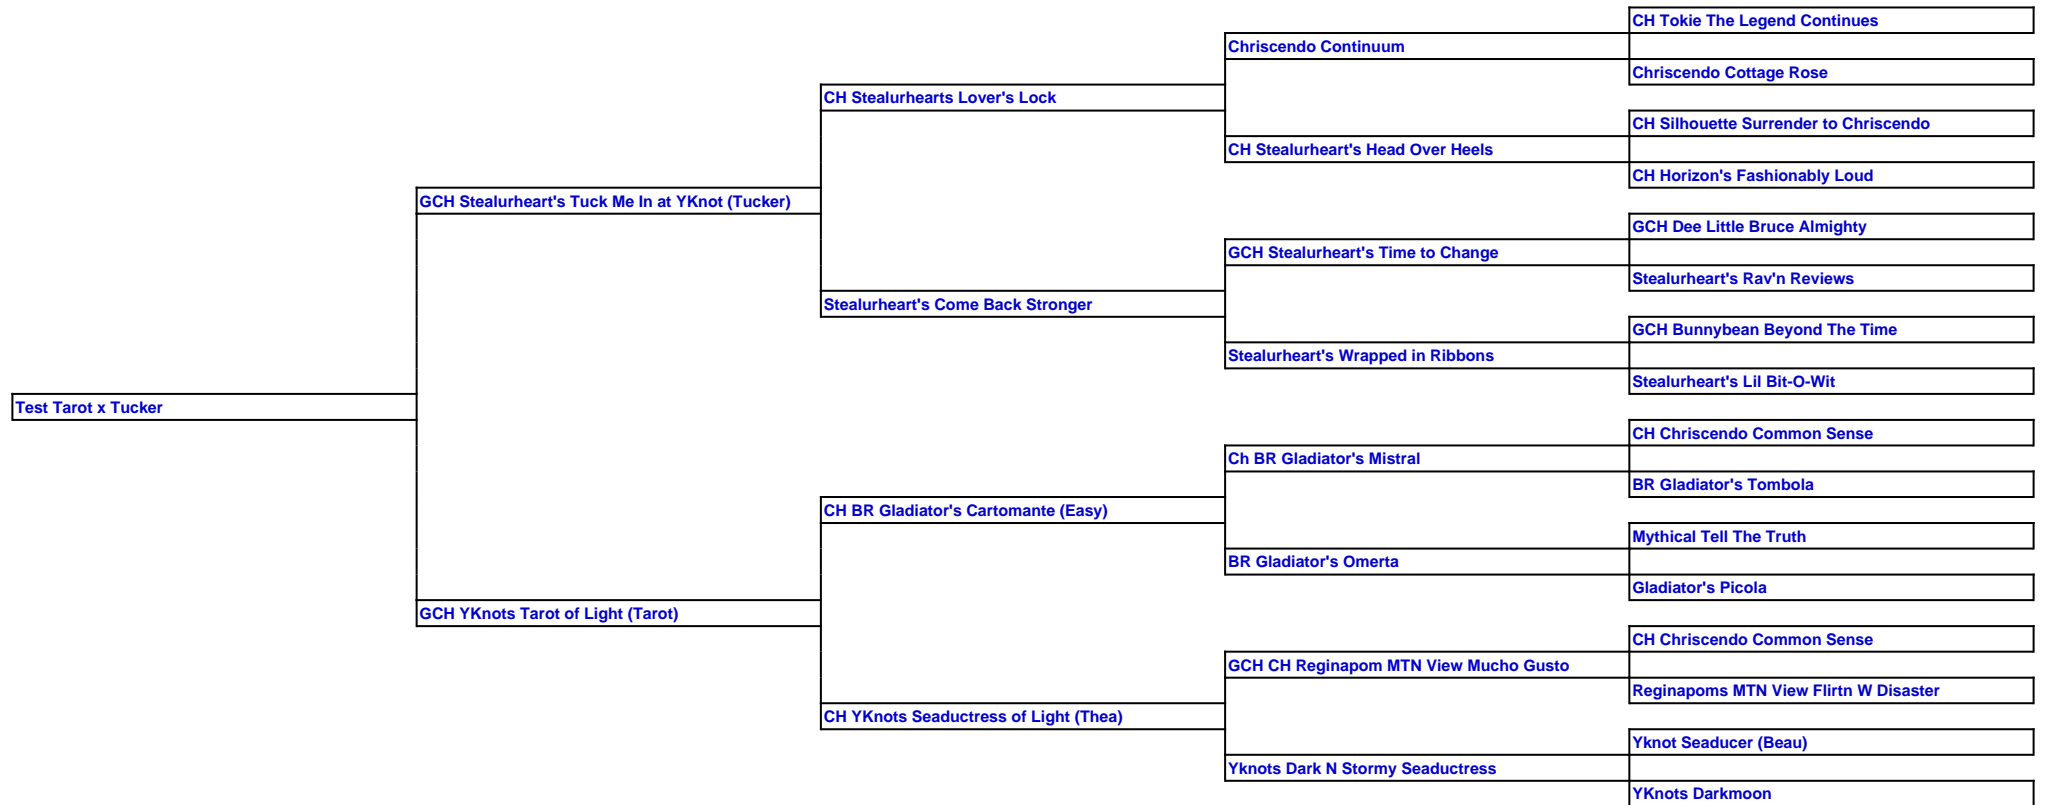 CH Tokie The Legend Continues
Chriscendo Continuum
Chriscendo Cottage Rose
CH Stealurhearts Lover's Lock
CH Silhouette Surrender to Chriscendo
CH Stealurheart's Head Over Heels
CH Horizon's Fashionably Loud
GCH Stealurheart's Tuck Me In at YKnot (Tucker)
GCH Dee Little Bruce Almighty
GCH Stealurheart's Time to Change
Stealurheart's Rav'n Reviews
Stealurheart's Come Back Stronger
GCH Bunnybean Beyond The Time
Stealurheart's Wrapped in Ribbons
Stealurheart's Lil Bit-O-Wit
Test Tarot x Tucker
CH Chriscendo Common Sense
Ch BR Gladiator's Mistral
BR Gladiator's Tombola
CH BR Gladiator's Cartomante (Easy)
Mythical Tell The Truth
BR Gladiator's Omerta
Gladiator's Picola
GCH YKnots Tarot of Light (Tarot)
CH Chriscendo Common Sense
GCH CH Reginapom MTN View Mucho Gusto
Reginapoms MTN View Flirtn W Disaster
CH YKnots Seaductress of Light (Thea)
Yknot Seaducer (Beau)
Yknots Dark N Stormy Seaductress
YKnots Darkmoon